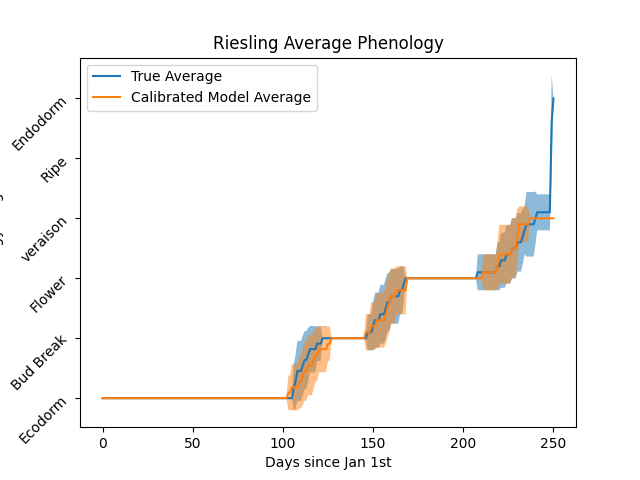 Riesling Average Phenology
True Average
Calibrated Model Average
Endodorm
Ripe
veraison
Flower
Bud Break
Ecodorm
0 50 100 150 200 250
Days since Jan 1st